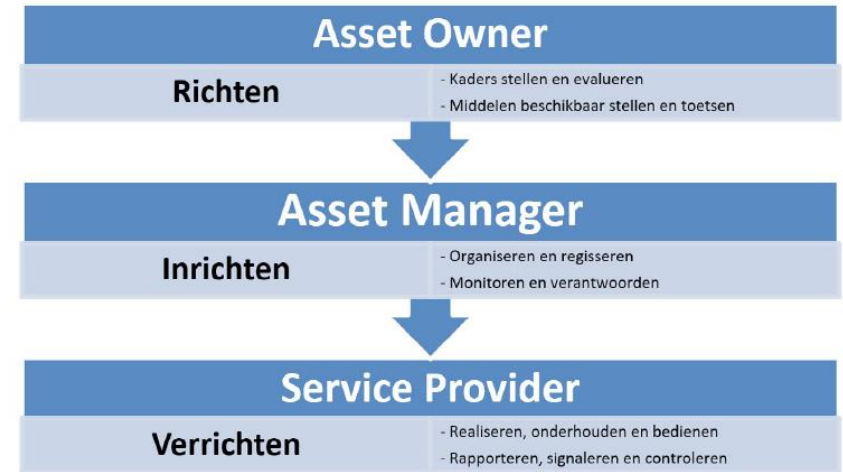 Asset Owner
Richten
- Kaders stellen en evalueren
- Middelen beschikbaar stellen en toetsen
Asset Manager
Inrichten
- Organiseren en regisseren
- Monitoren en verantwoorden
Service Provider
Verrichten
- Realiseren, onderhouden en bedienen
- Rapporteren, signaleren en controleren